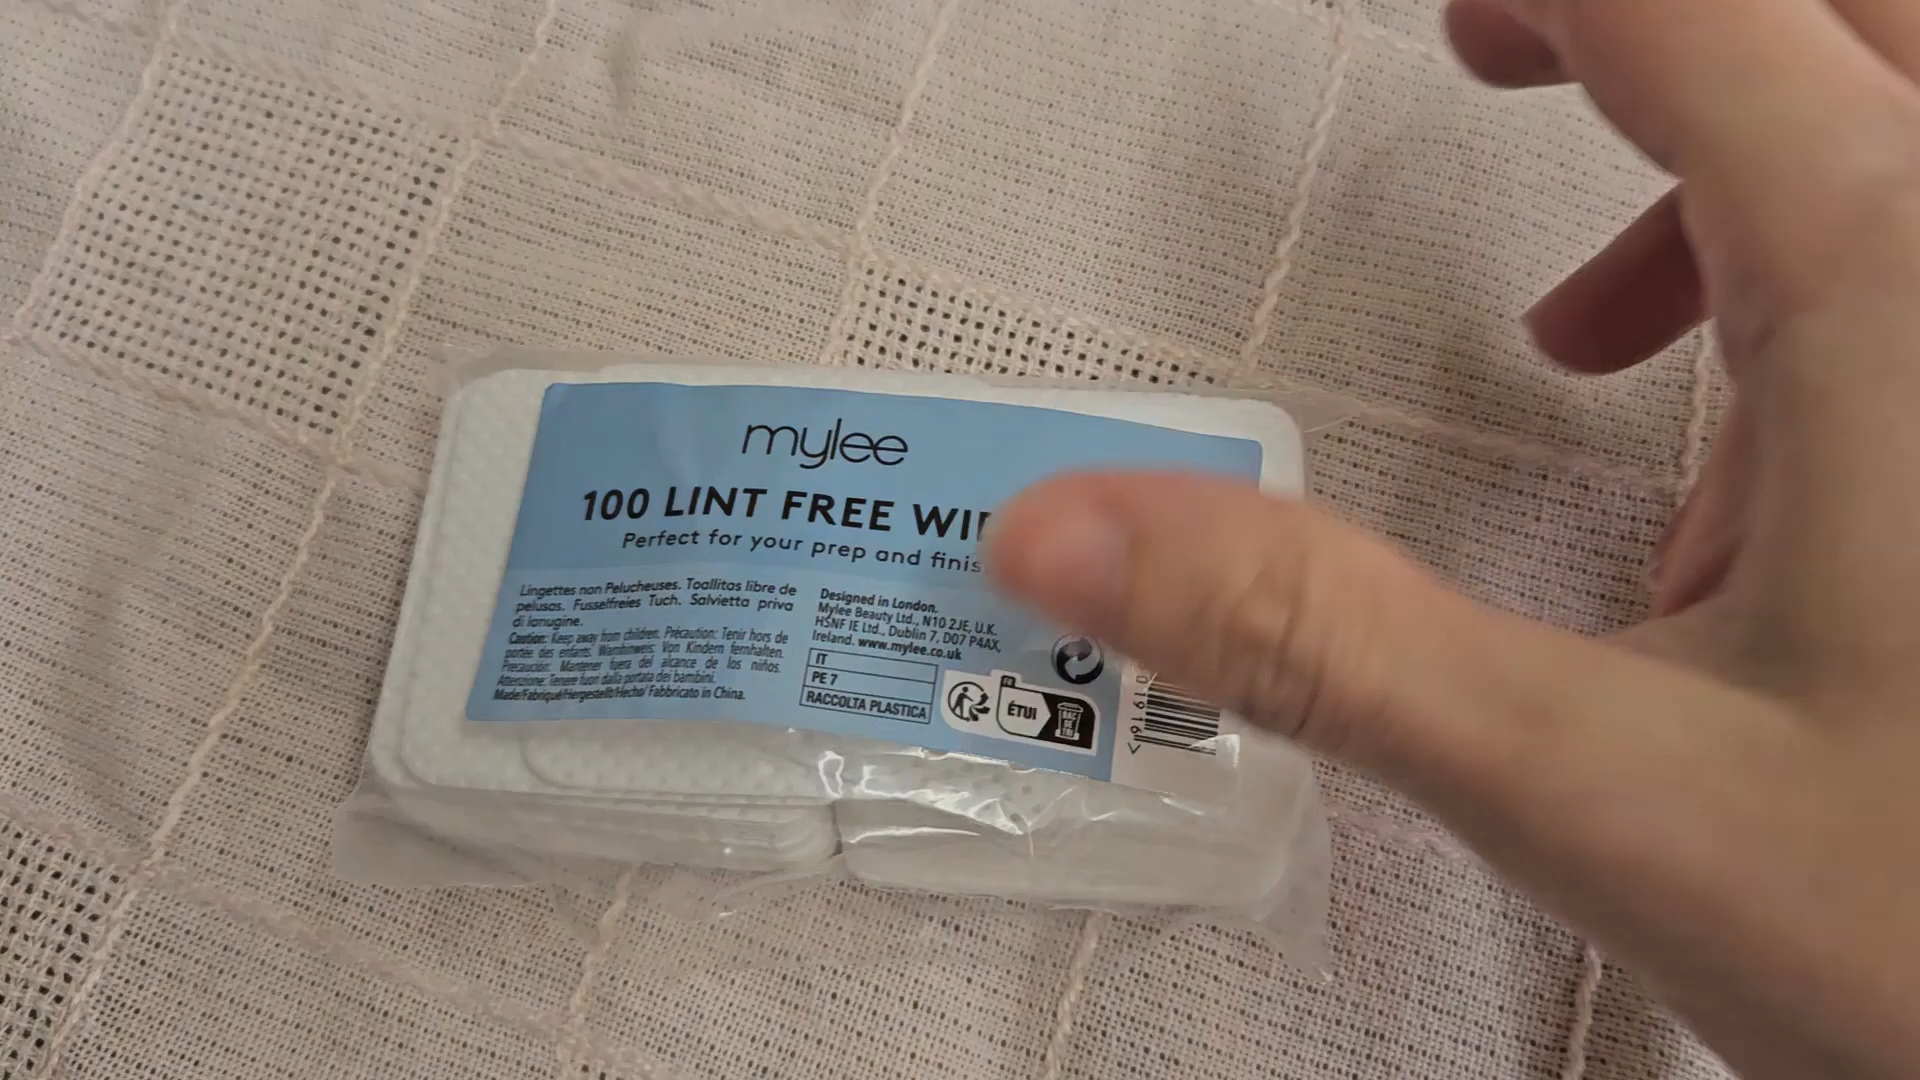 mylee
100 LINT FREE
Perfect for your prep and
Lingettes non Pelucheuses. Toallitas libre de
pelusas. Fusselfreies Tuch. Salvietta priva
di lanugine.
Caution: Keep away from children. Précaution: Tenir hors de
portée des enfants. Warnhinweis: Von Kindern fernhalten.
Precaución: Mantener fuera del alcance de los niños.
Attenzione: Tenere fuori dalla portata dei bambini.
Made/Fabriqué/Hergestellt/Hecho/ Fabbricato in China.
Designed in London.
Mylee Beauty Ltd., N10 2JE, U.K.
HSNF IE Ltd., Dublin 7, D07 P4AX,
Ireland. www.mylee.co.uk
IT
PE 7
RACCOLTA PLASTICA
FR
ÉTUI
BAC
DE
TRI